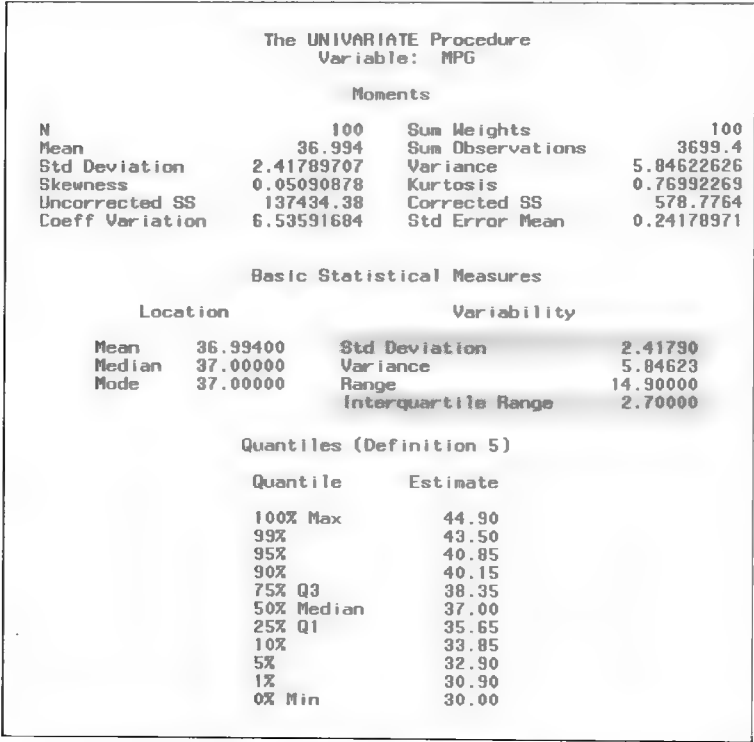 The UNIVARIATE Procedure
Variable: MPG
Moments
N 100 Sum Weights 100
Mean 36.994 Sum Observations 3699.4
Std Deviation 2.41789707 Variance 5.84622626
Skewness 0.05090878 Kurtosis 0.76992269
Uncorrected SS 137434.38 Corrected SS 578.7764
Coeff Variation 6.53591684 Std Error Mean 0.24178971
Basic Statistical Measures
Location Variability
Mean 36.99400 Std Deviation 2.41790
Median 37.00000 Variance 5.84623
Mode 37.00000 Range 14.90000
Interquartile Range 2.70000
Quantiles (Definition 5)
Quantile Estimate
100% Max 44.90
99% 43.50
95% 40.85
90% 40.15
75% Q3 38.35
50% Median 37.00
25% Q1 35.65
10% 33.85
5% 32.90
1% 30.90
0% Min 30.00